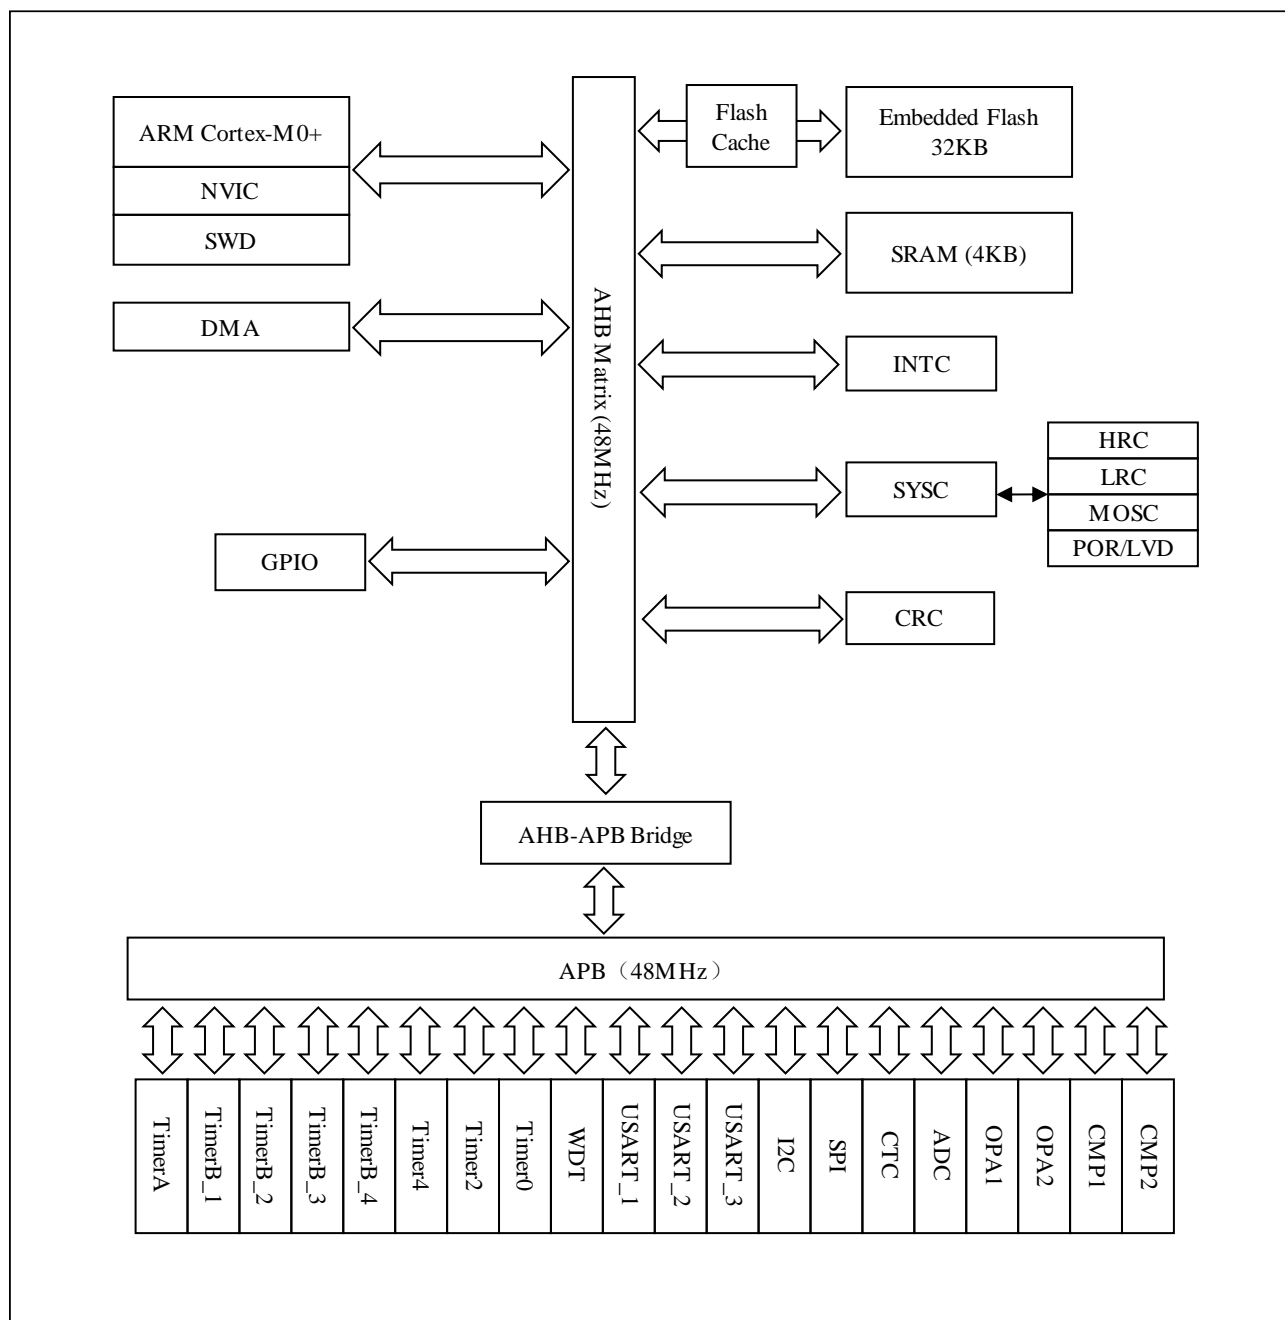 ARM Cortex-M0+
NVIC
SWD
DMA
GPIO
AHB Matrix (48MHz)
Flash
Cache
Embedded Flash
32KB
SRAM (4KB)
INTC
SYSC
HRC
LRC
MOSC
POR/LVD
CRC
AHB-APB Bridge
APB（48MHz）
TimerA
TimerB_1
TimerB_2
TimerB_3
TimerB_4
Timer4
Timer2
Timer0
WDT
USART_1
USART_2
USART_3
I2C
SPI
CTC
ADC
OPA1
OPA2
CMP1
CMP2